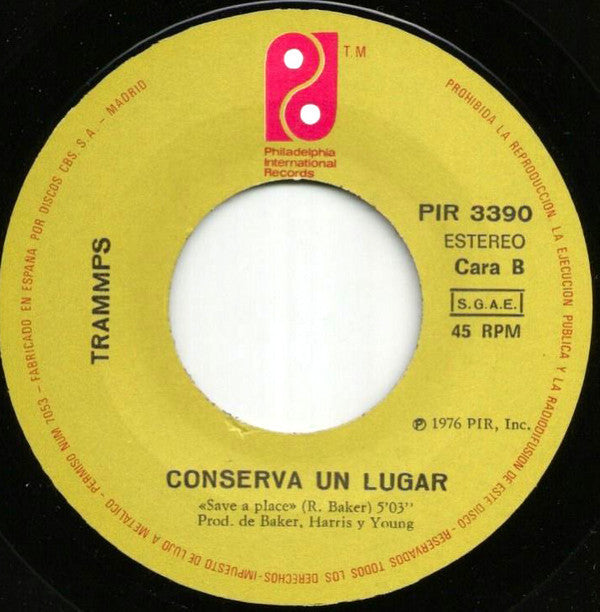 T.M
Philadelphia
International
Records
PIR 3390
ESTEREO
Cara B
S.G.A.E.
45 RPM
℗ 1976 PIR, Inc.
TRAMMPS
CONSERVA UN LUGAR
«Save a place» (R. Baker) 5'03''
Prod. de Baker, Harris y Young
PROHIBIDA LA REPRODUCCION, LA EJECUCION PUBLICA Y LA RADIODIFUSION DE ESTE DISCO - RESERVADOS TODOS LOS DERECHOS-IMPUESTO DE LUJO A METALICO - PERMISO NUM 7053 - FABRICADO EN ESPAÑA POR DISCOS CBS. S.A. - MADRID